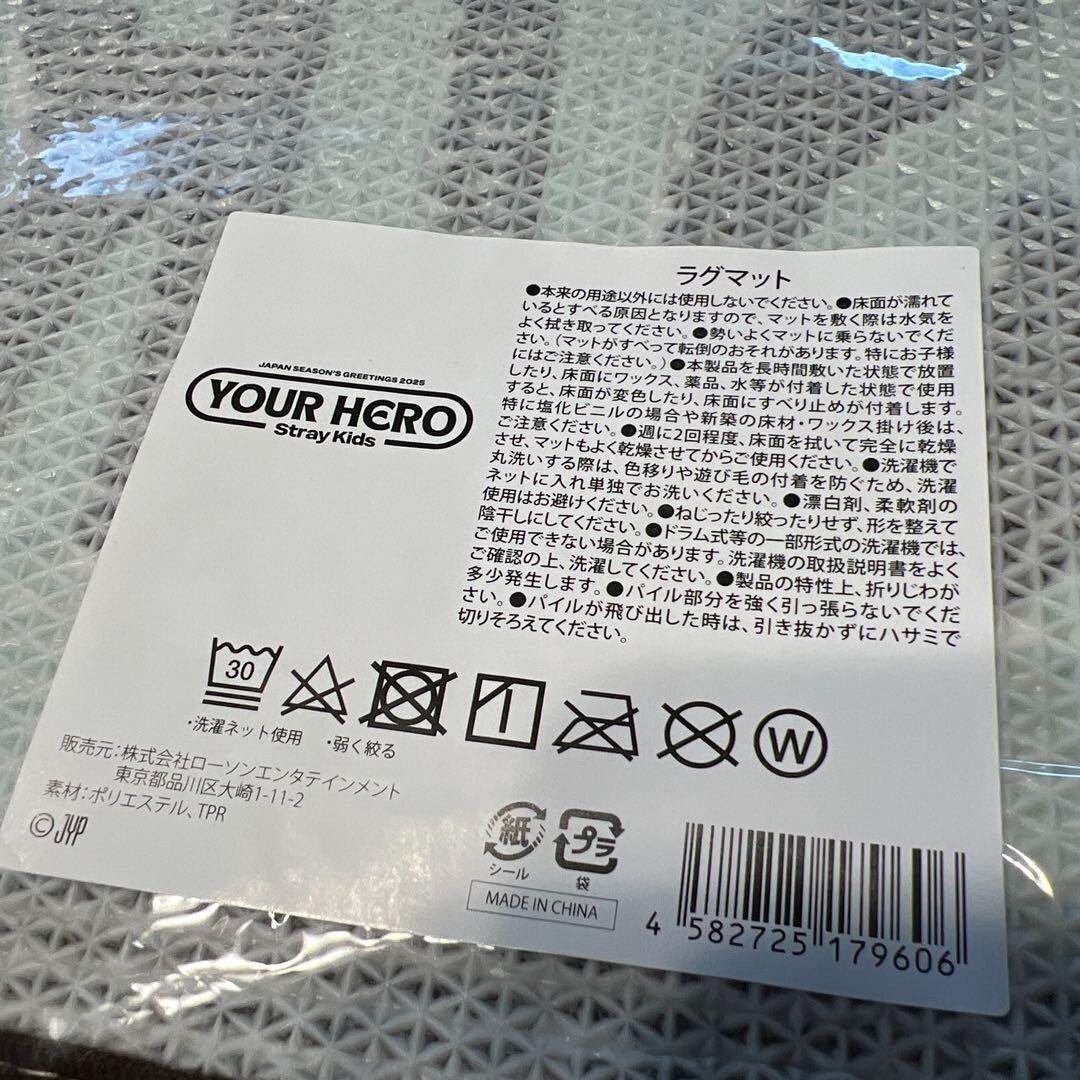 ラグマット
●本来の用途以外には使用しないでください。●床面が濡れて
いるとすべる原因となりますので、マットを敷く際は水気を
よく拭き取ってください。●勢いよくマットに乗らないでくだ
さい。（マットがすべって転倒のおそれがあります。特にお子様
にはご注意ください。）●本製品を長時間敷いた状態で放置
したり、床面にワックス、薬品、水等が付着した状態で使用
すると、床面が変色したり、床面にすべり止めが付着します。
特に塩化ビニルの場合や新築の床材・ワックス掛け後は、
ご注意ください。●週に2回程度、床面を拭いて完全に乾燥
させ、マットもよく乾燥させてからご使用ください。●洗濯機で
丸洗いする際は、色移りや遊び毛の付着を防ぐため、洗濯
ネットに入れ単独でお洗いください。●漂白剤、柔軟剤の
使用はお避けください。●ねじったり絞ったりせず、形を整えて
陰干しにしてください。●ドラム式等の一部形式の洗濯機では、
ご使用できない場合があります。洗濯機の取扱説明書をよく
ご確認の上、洗濯してください。●製品の特性上、折りじわが
多少発生します。●パイル部分を強く引っ張らないでくだ
さい。●パイルが飛び出した時は、引き抜かずにハサミで
切りそろえてください。
JAPAN SEASON'S GREETINGS 2025
YOUR HERO
Stray Kids
30
W
・洗濯ネット使用 ・弱く絞る
販売元：株式会社ローソンエンタテインメント
東京都品川区大崎1-11-2
素材：ポリエステル、TPR
© JYP
紙
シール
プラ
袋
MADE IN CHINA
4 582725 179606